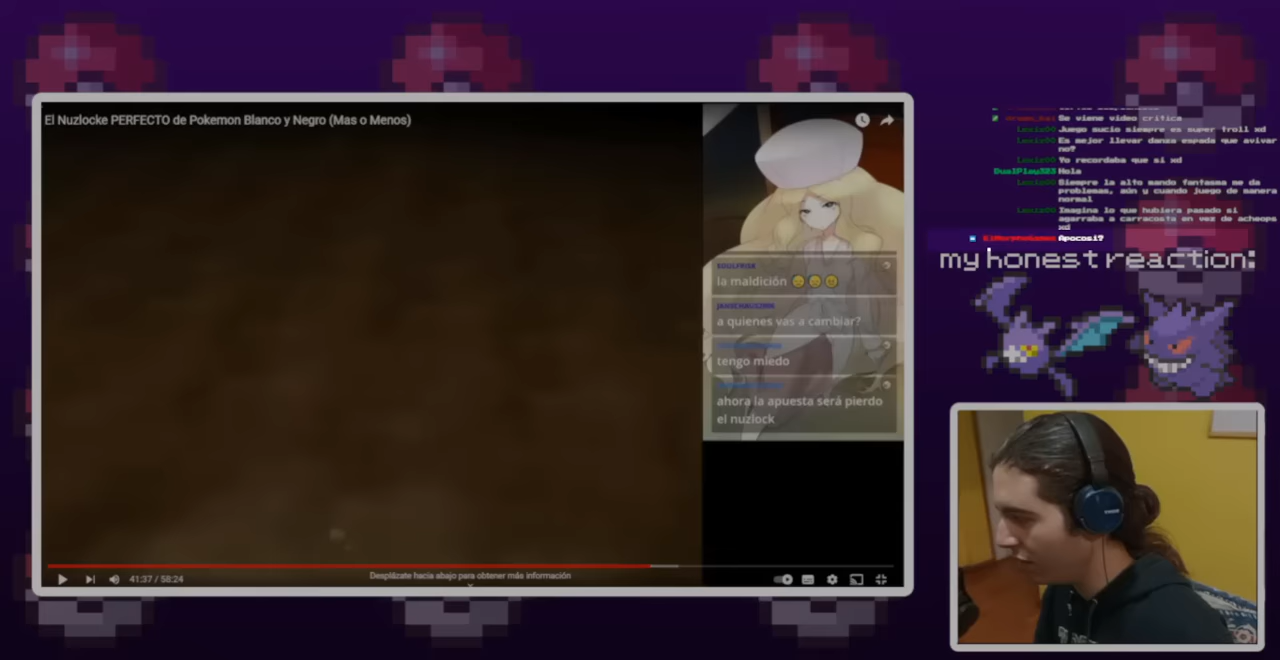 El Nuzlocke PERFECTO de Pokemon Blanco y Negro (Mas o Menos)
la maldición
a quienes vas a cambiar?
tengo miedo
ahora la apuesta será pierdo
el nuzlock
41:37 / 58:24
Desplázate hacia abajo para obtener más información
Se viene video critica
Juego sucio siempre es super troll xd
Es mejor llevar danza espada que avivar
no?
Yo recordaba que si xd
DualPlay323 Hola
Siempre la alto mando fantasma me da
problemas, aún y cuando juego de manera
normal
Imagina lo que hubiera pasado si
agarraba a carracosta en vez de acheops
xd
Apocosi?
my honest reaction: